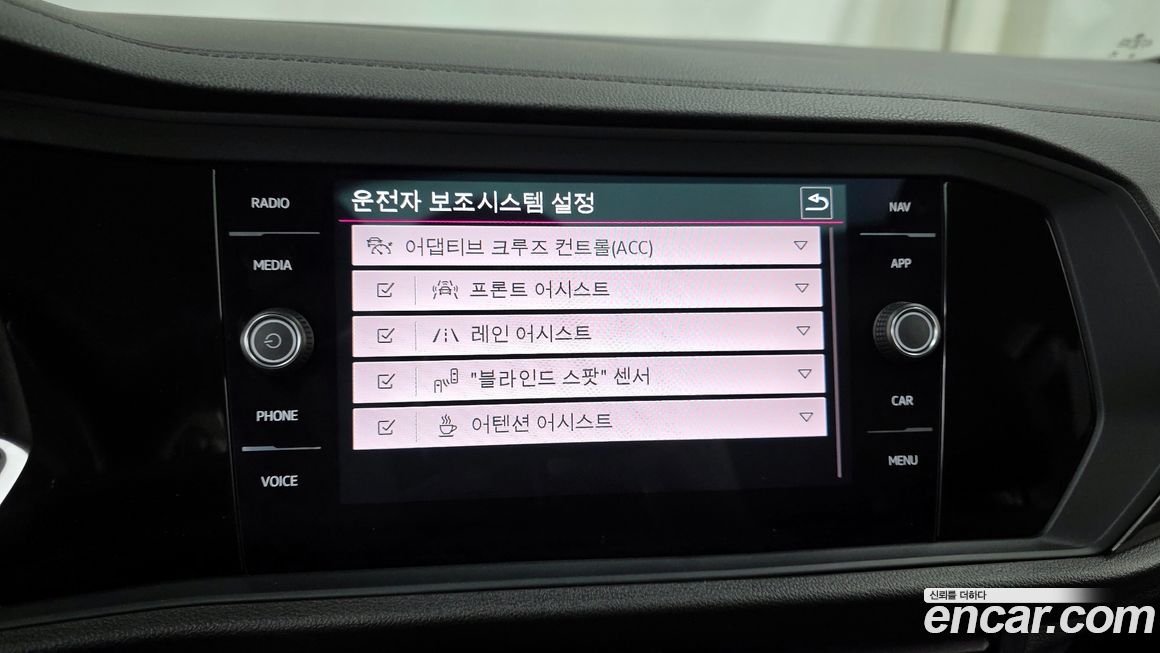 RADIO
MEDIA
PHONE
VOICE
운전자 보조시스템 설정
어댑티브 크루즈 컨트롤(ACC)
프론트 어시스트
레인 어시스트
"블라인드 스팟" 센서
어텐션 어시스트
NAV
APP
CAR
MENU
신뢰를 더하다
encar.com